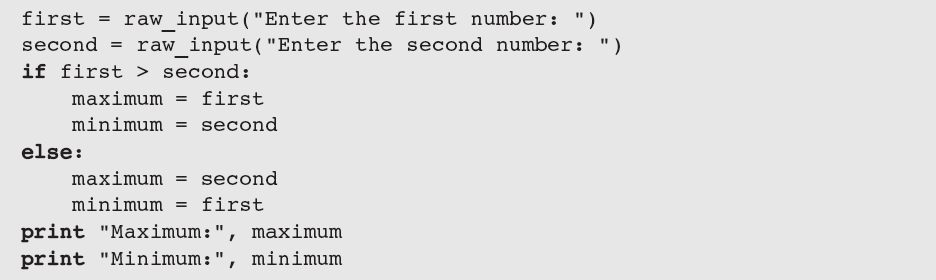 first = raw_input("Enter the first number: ")
second = raw_input("Enter the second number: ")
if first > second:
    maximum = first
    minimum = second
else:
    maximum = second
    minimum = first
print "Maximum:", maximum
print "Minimum:", minimum